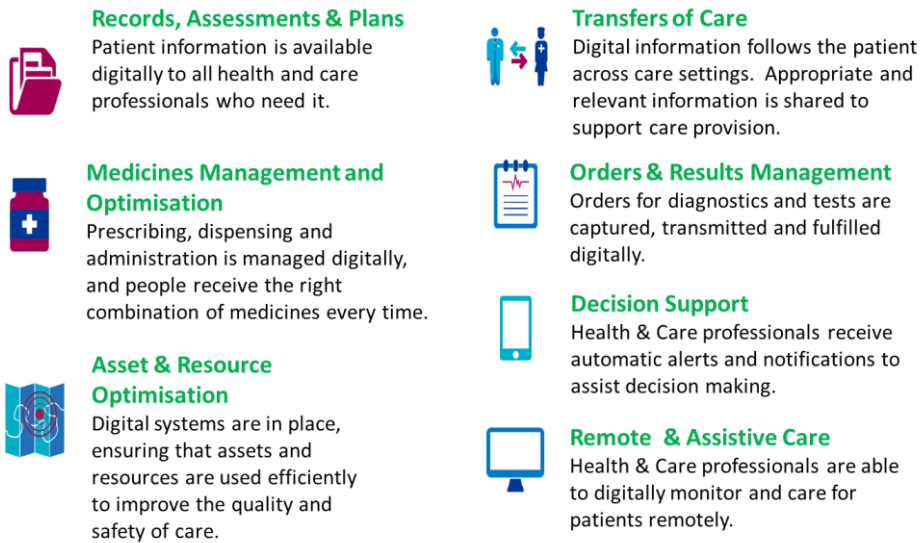 Records, Assessments & Plans
Patient information is available
digitally to all health and care
professionals who need it.
Medicines Management and
Optimisation
Prescribing, dispensing and
administration is managed digitally,
and people receive the right
combination of medicines every time.
Asset & Resource
Optimisation
Digital systems are in place,
ensuring that assets and
resources are used efficiently
to improve the quality and
safety of care.
Transfers of Care
Digital information follows the patient
across care settings. Appropriate and
relevant information is shared to
support care provision.
Orders & Results Management
Orders for diagnostics and tests are
captured, transmitted and fulfilled
digitally.
Decision Support
Health & Care professionals receive
automatic alerts and notifications to
assist decision making.
Remote & Assistive Care
Health & Care professionals are able
to digitally monitor and care for
patients remotely.